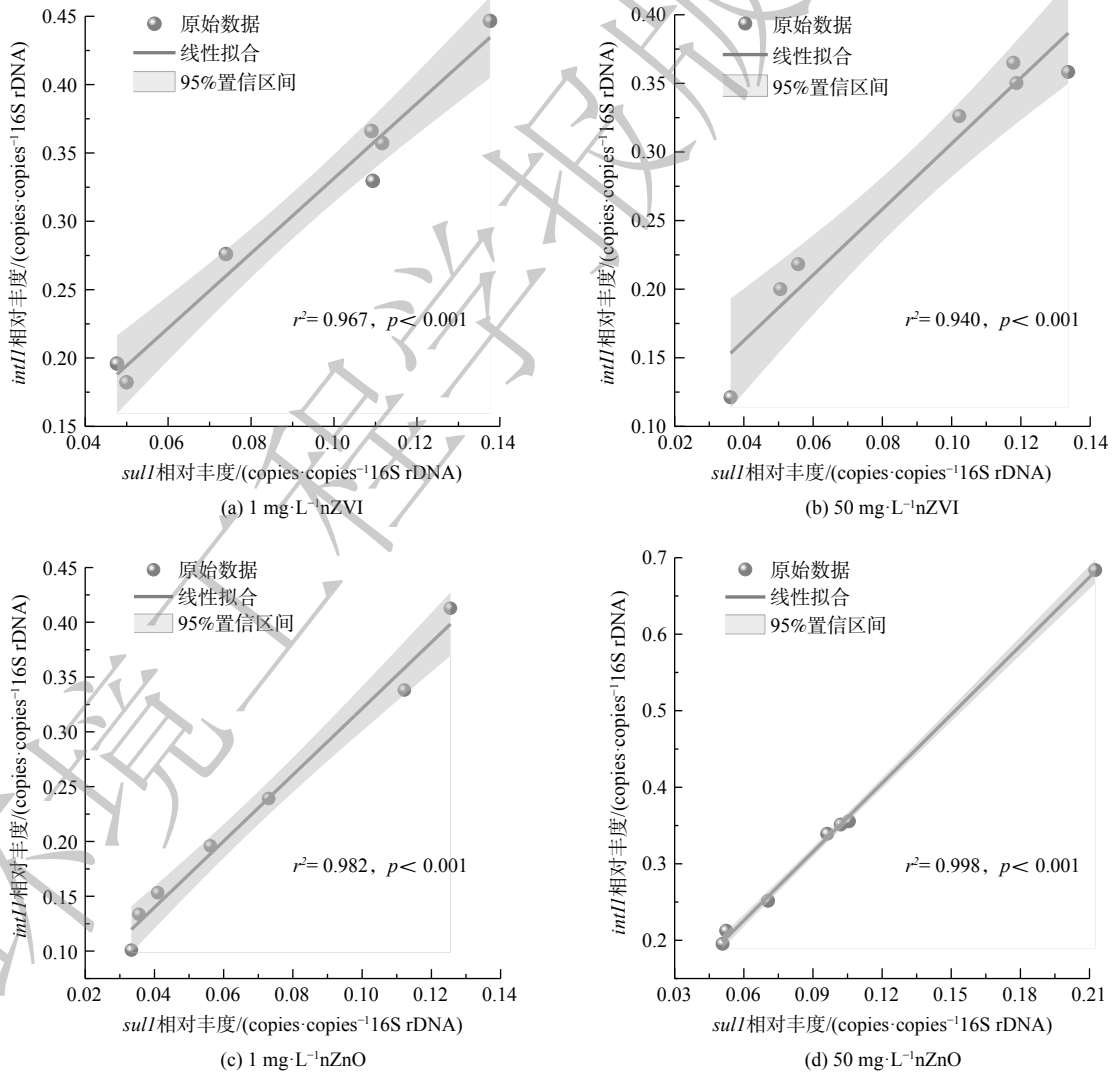 0.45
0.40
0.35
0.30
0.25
0.20
0.15
intI1相对丰度/(copies·copies⁻¹16S rDNA)
原始数据
线性拟合
95%置信区间
r²= 0.967，p< 0.001
0.04 0.06 0.08 0.10 0.12 0.14
sul1相对丰度/(copies·copies⁻¹16S rDNA)
(a) 1 mg·L⁻¹nZVI
0.40
0.35
0.30
0.25
0.20
0.15
0.10
intI1相对丰度/(copies·copies⁻¹16S rDNA)
原始数据
线性拟合
95%置信区间
r²= 0.940，p< 0.001
0.02 0.04 0.06 0.08 0.10 0.12 0.14
sul1相对丰度/(copies·copies⁻¹16S rDNA)
(b) 50 mg·L⁻¹nZVI
0.45
0.40
0.35
0.30
0.25
0.20
0.15
0.10
intI1相对丰度/(copies·copies⁻¹16S rDNA)
原始数据
线性拟合
95%置信区间
r²= 0.982，p< 0.001
0.02 0.04 0.06 0.08 0.10 0.12 0.14
sul1相对丰度/(copies·copies⁻¹16S rDNA)
(c) 1 mg·L⁻¹nZnO
0.7
0.6
0.5
0.4
0.3
0.2
intI1相对丰度/(copies·copies⁻¹16S rDNA)
原始数据
线性拟合
95%置信区间
r²= 0.998，p< 0.001
0.03 0.06 0.09 0.12 0.15 0.18 0.21
sul1相对丰度/(copies·copies⁻¹16S rDNA)
(d) 50 mg·L⁻¹nZnO
境工程学报版